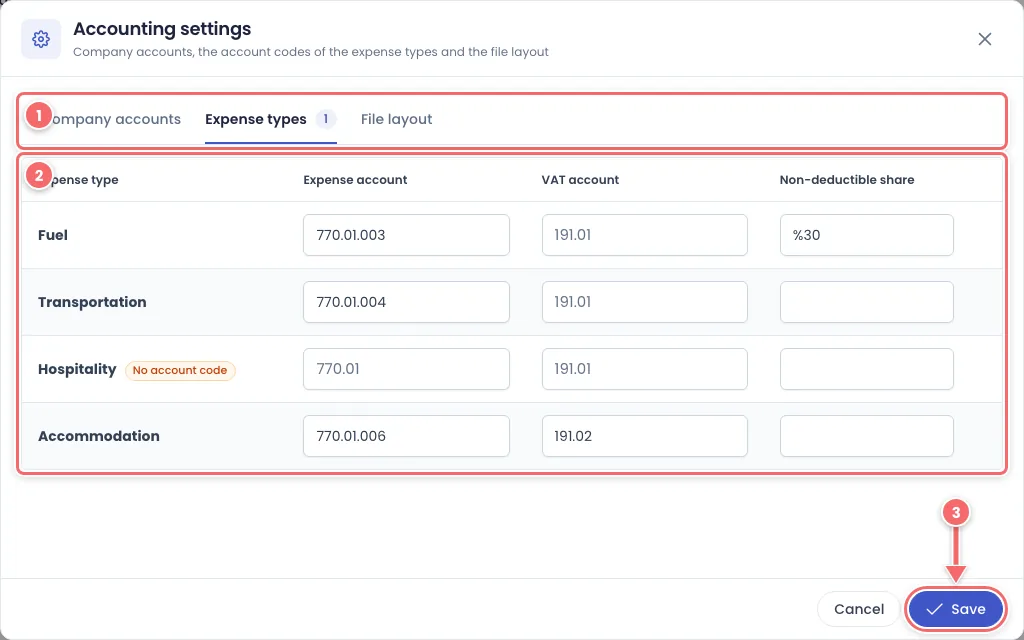 Accounting settings
Company accounts, the account codes of the expense types and the file layout
1
ompany accounts Expense types 1 File layout
2
pense type Expense account VAT account Non-deductible share
Fuel 770.01.003 191.01 %30
Transportation 770.01.004 191.01
Hospitality No account code 770.01 191.01
Accommodation 770.01.006 191.02
3
Cancel Save